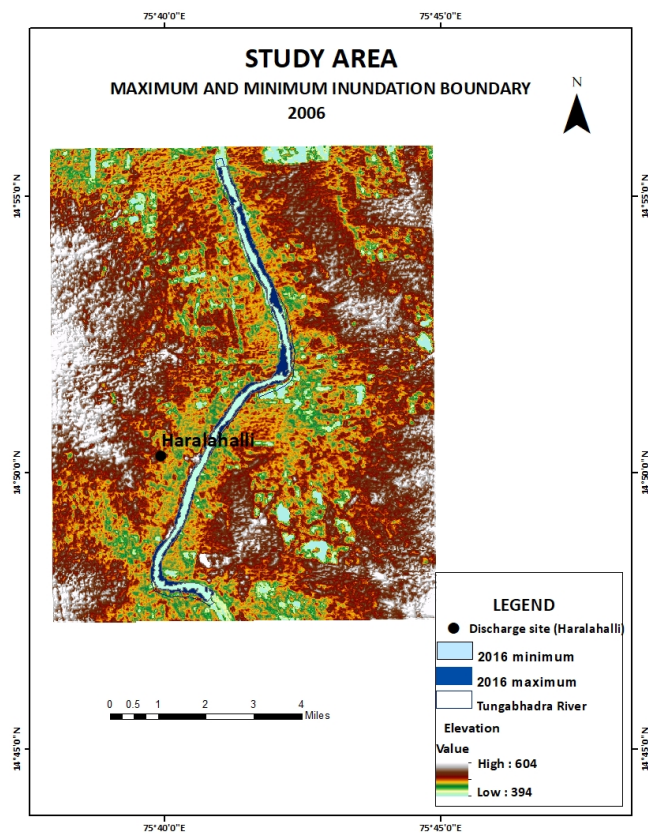 75°40'0"E 75°45'0"E
STUDY AREA
MAXIMUM AND MINIMUM INUNDATION BOUNDARY
2006
N
14°55'0"N 14°55'0"N
Haralahalli
14°50'0"N 14°50'0"N
LEGEND
Discharge site (Haralahalli)
2016 minimum
2016 maximum
Tungabhadra River
Elevation
Value
High : 604
Low : 394
0 0.5 1 2 3 4
Miles
14°45'0"N 14°45'0"N
75°40'0"E 75°45'0"E